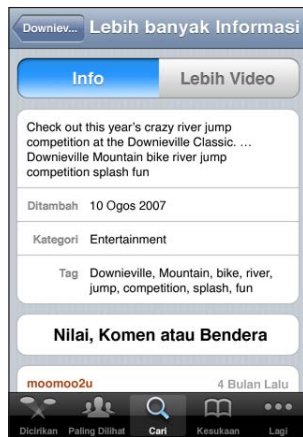 Downiev... Lebih banyak Informasi
Info Lebih Video
Check out this year's crazy river jump
competition at the Downieville Classic. ...
Downieville Mountain bike river jump
competition splash fun
Ditambah 10 Ogos 2007
Kategori Entertainment
Tag Downieville, Mountain, bike, river,
jump, competition, splash, fun
Nilai, Komen atau Bendera
moomoo2u 4 Bulan Lalu
Dicirikan Paling Dilihat Cari Kesukaan Lagi